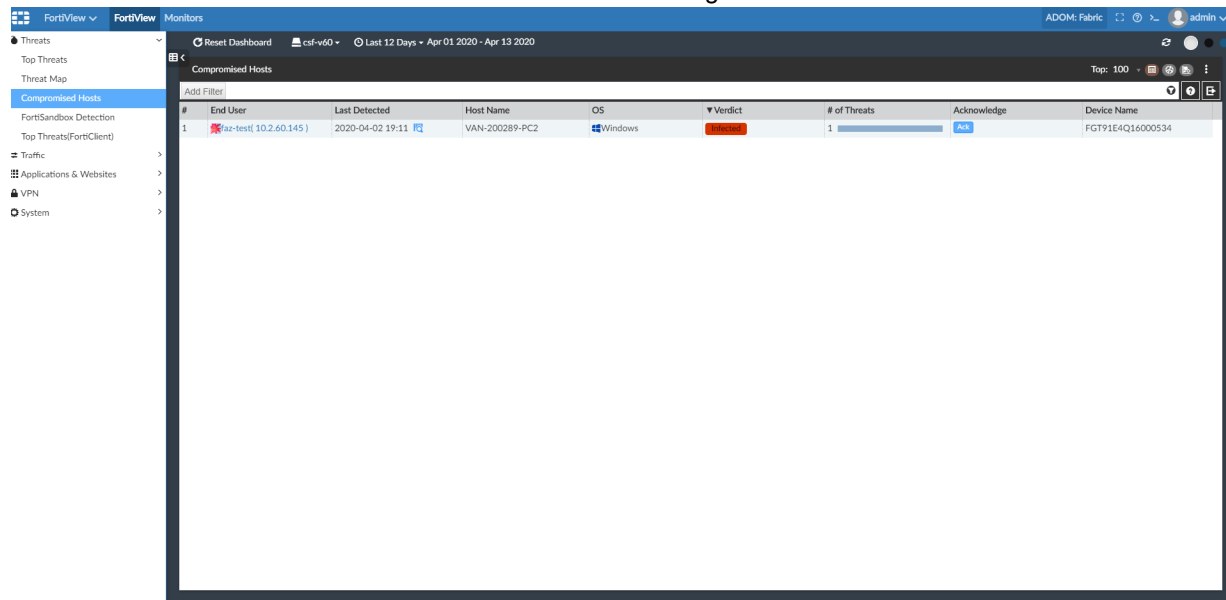 FortiView FortiView Monitors ADOM: Fabric admin
Threats
Top Threats
Threat Map
Compromised Hosts
FortiSandbox Detection
Top Threats(FortiClient)
Traffic
Applications & Websites
VPN
System
Reset Dashboard csf-v60 Last 12 Days Apr 01 2020 - Apr 13 2020
Compromised Hosts Top: 100
Add Filter
# End User Last Detected Host Name OS Verdict # of Threats Acknowledge Device Name
1 faz-test( 10.2.60.145 ) 2020-04-02 19:11 VAN-200289-PC2 Windows Infected 1 Ack FGT91E4Q16000534